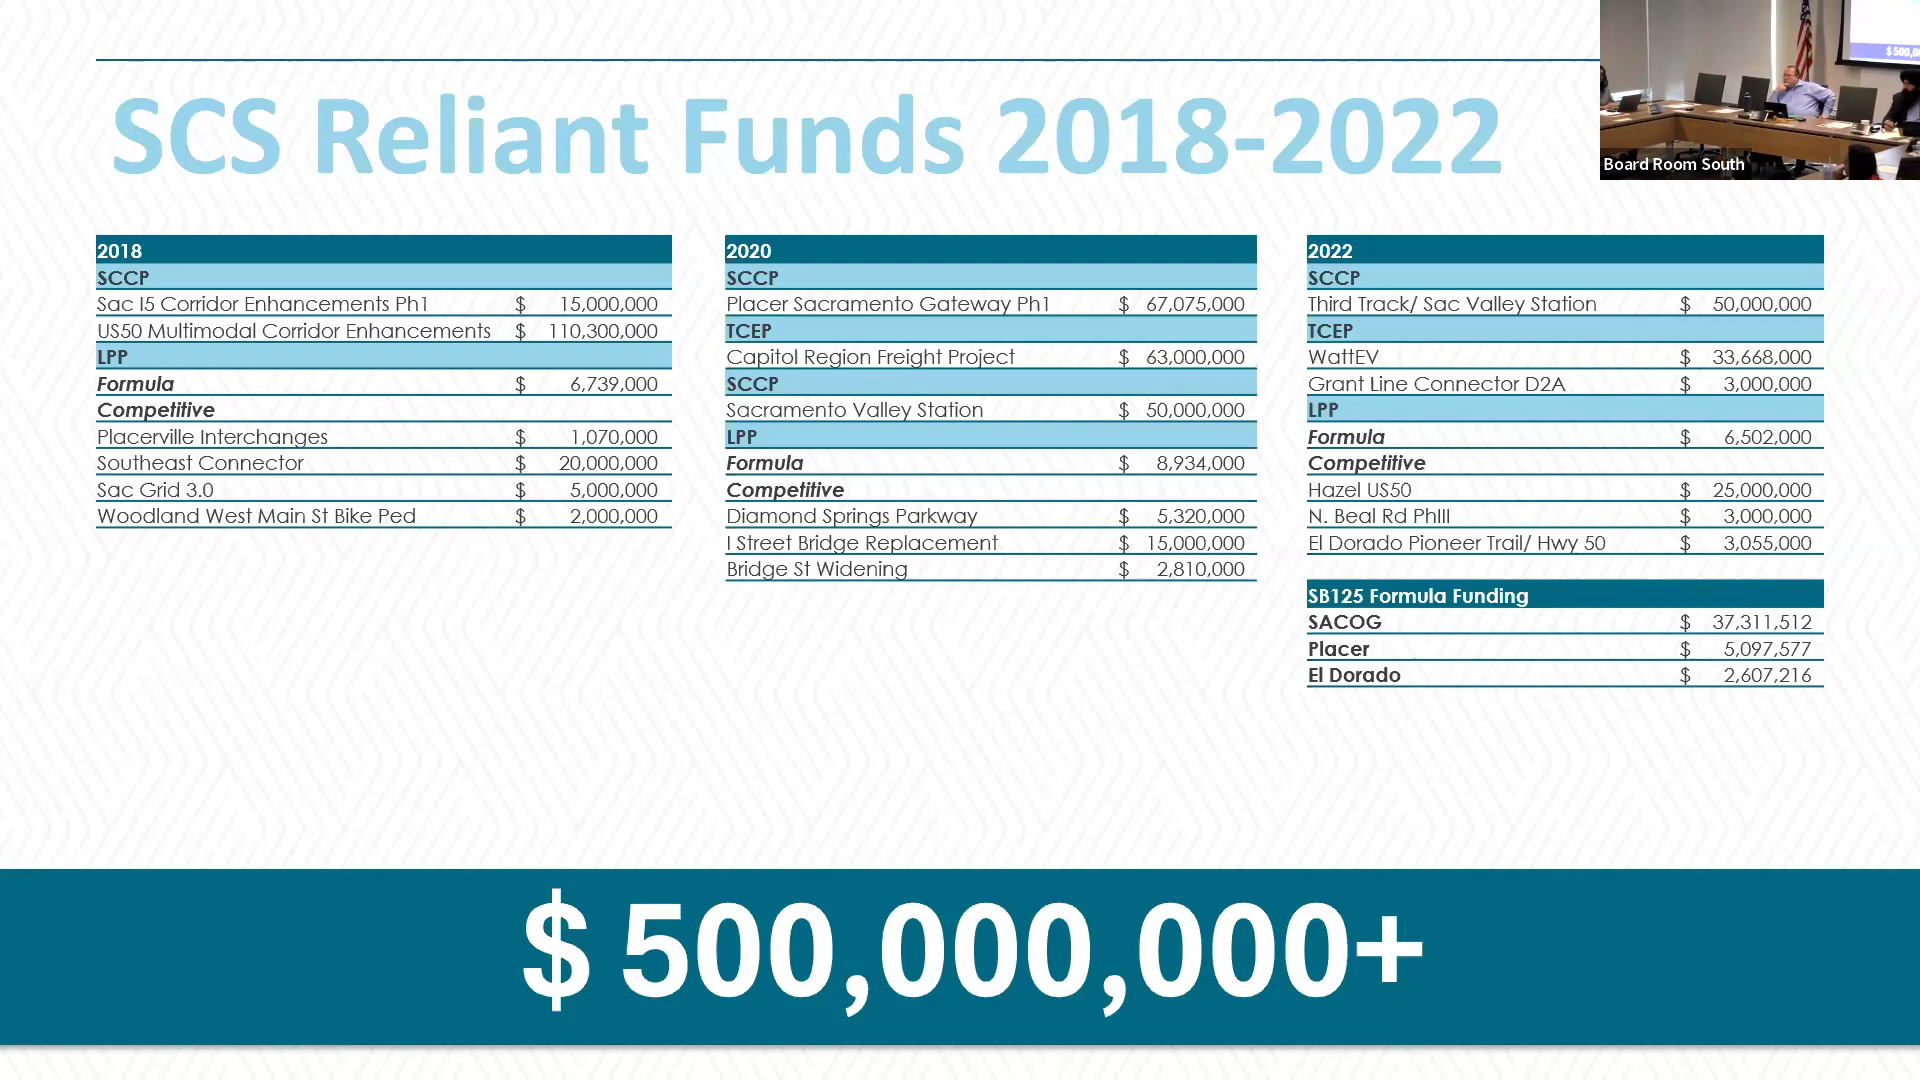 SCS Reliant Funds 2018-2022
Board Room South
$500,0
2018
SCCP
Sac I5 Corridor Enhancements Ph1 $ 15,000,000
US50 Multimodal Corridor Enhancements $ 110,300,000
LPP
Formula $ 6,739,000
Competitive
Placerville Interchanges $ 1,070,000
Southeast Connector $ 20,000,000
Sac Grid 3.0 $ 5,000,000
Woodland West Main St Bike Ped $ 2,000,000
2020
SCCP
Placer Sacramento Gateway Ph1 $ 67,075,000
TCEP
Capitol Region Freight Project $ 63,000,000
SCCP
Sacramento Valley Station $ 50,000,000
LPP
Formula $ 8,934,000
Competitive
Diamond Springs Parkway $ 5,320,000
I Street Bridge Replacement $ 15,000,000
Bridge St Widening $ 2,810,000
2022
SCCP
Third Track/ Sac Valley Station $ 50,000,000
TCEP
WattEV $ 33,668,000
Grant Line Connector D2A $ 3,000,000
LPP
Formula $ 6,502,000
Competitive
Hazel US50 $ 25,000,000
N. Beal Rd PhIII $ 3,000,000
El Dorado Pioneer Trail/ Hwy 50 $ 3,055,000
SB125 Formula Funding
SACOG $ 37,311,512
Placer $ 5,097,577
El Dorado $ 2,607,216
$ 500,000,000+